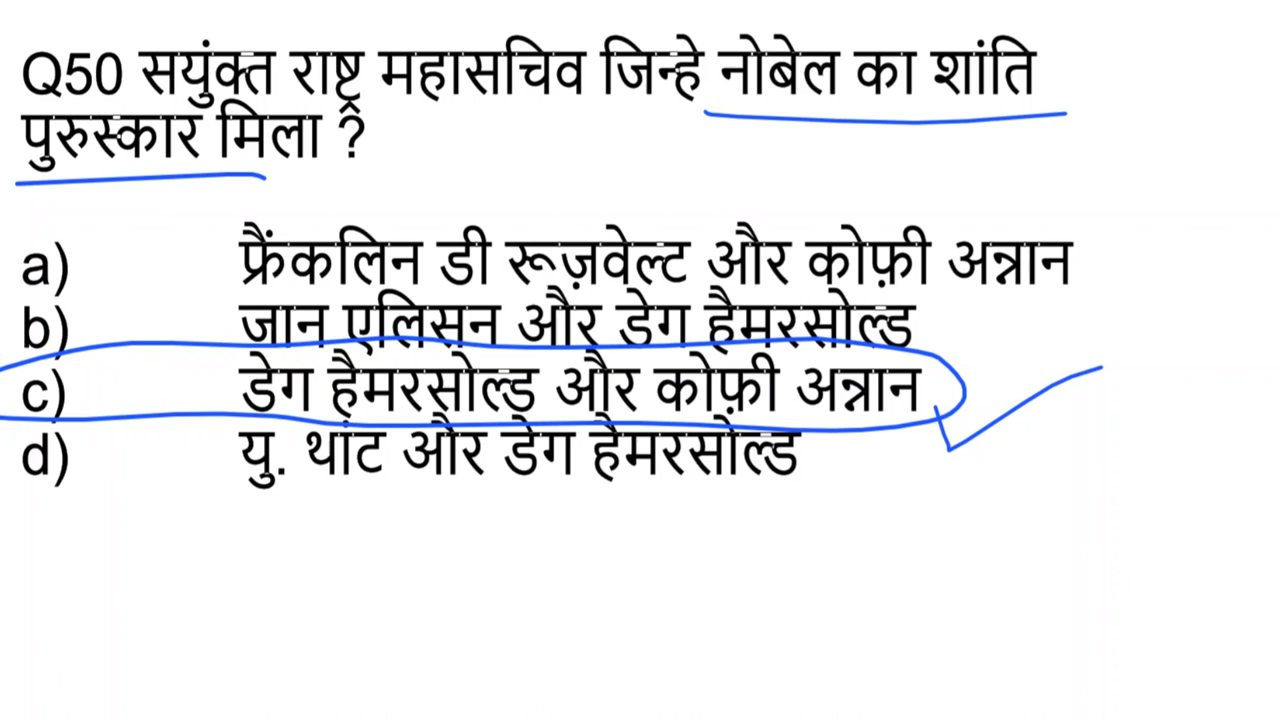 Q50 सयुंक्त राष्ट्र महासचिव जिन्हे नोबेल का शांति
पुरुस्कार मिला ?
a) फ्रैंकलिन डी रूज़वेल्ट और कोफ़ी अन्नान
b) जान एलिसन और डेग हैमरसोल्ड
c) डेग हैमरसोल्ड और कोफ़ी अन्नान
d) यु. थांट और डेग हैमरसोल्ड